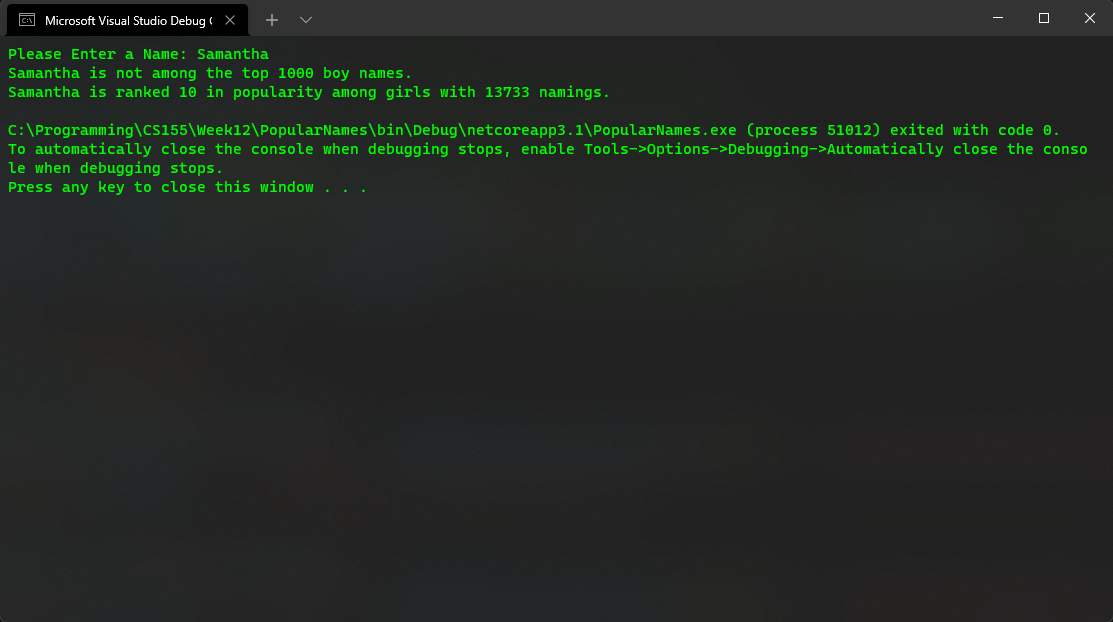 Microsoft Visual Studio Debug
Please Enter a Name: Samantha
Samantha is not among the top 1000 boy names.
Samantha is ranked 10 in popularity among girls with 13733 namings.
C:\Programming\CS155\Week12\PopularNames\bin\Debug\netcoreapp3.1\PopularNames.exe (process 51012) exited with code 0.
To automatically close the console when debugging stops, enable Tools->Options->Debugging->Automatically close the conso
le when debugging stops.
Press any key to close this window . . .